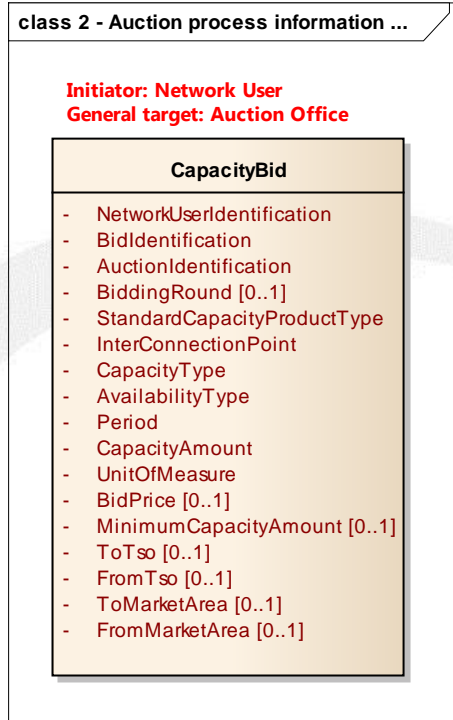 class 2 - Auction process information ...
Initiator: Network User
General target: Auction Office
CapacityBid
- NetworkUserIdentification
- BidIdentification
- AuctionIdentification
- BiddingRound [0..1]
- StandardCapacityProductType
- InterConnectionPoint
- CapacityType
- AvailabilityType
- Period
- CapacityAmount
- UnitOfMeasure
- BidPrice [0..1]
- MinimumCapacityAmount [0..1]
- ToTso [0..1]
- FromTso [0..1]
- ToMarketArea [0..1]
- FromMarketArea [0..1]